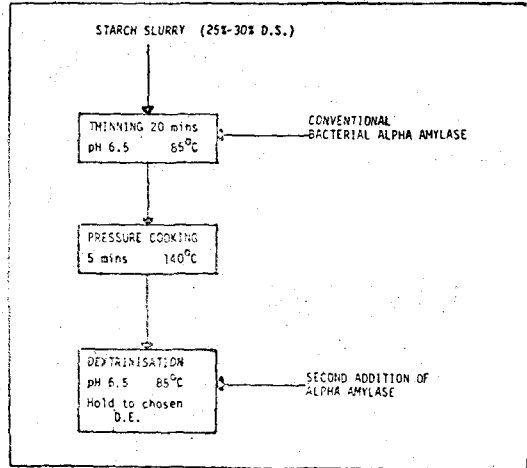 STARCH SLURRY (25%-30% D.S.)
THINNING 20 mins
pH 6.5 85°C
CONVENTIONAL
BACTERIAL ALPHA AMYLASE
PRESSURE COOKING
5 mins 140°C
DEXTRINISATION
pH 6.5 85°C
Hold to chosen
D.E.
SECOND ADDITION OF
ALPHA AMYLASE